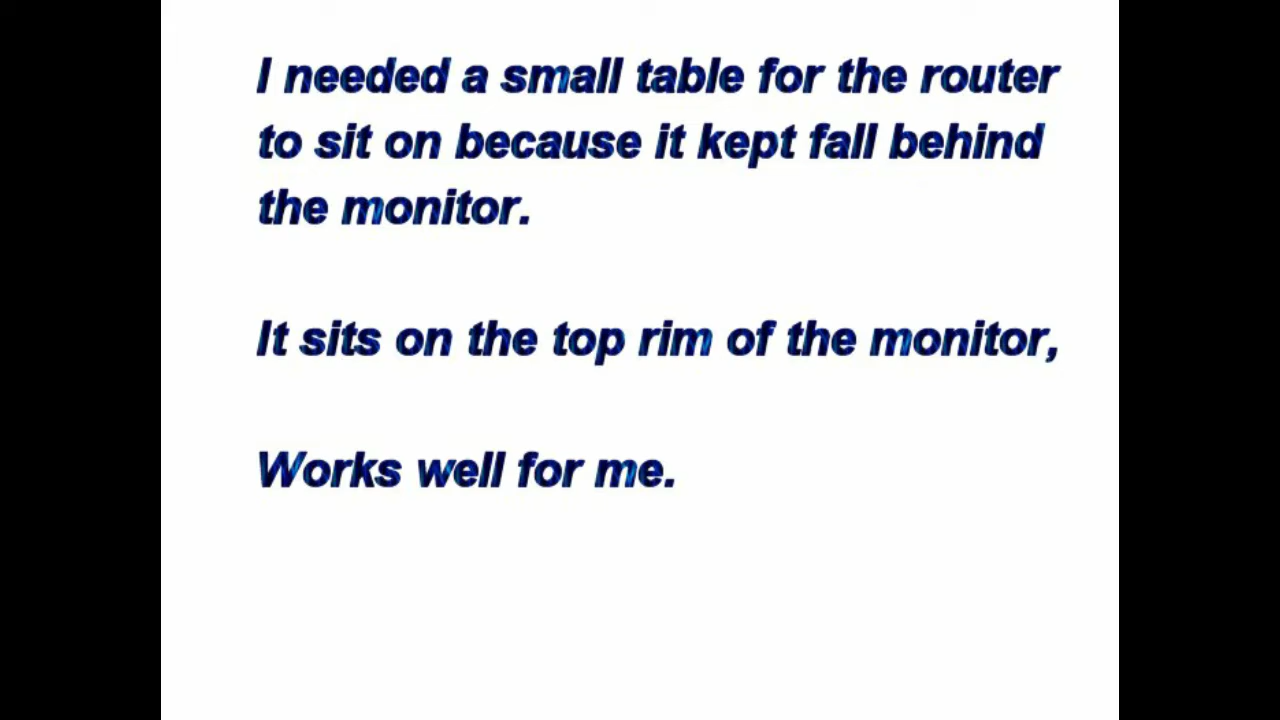 I needed a small table for the router
to sit on because it kept fall behind
the monitor.
It sits on the top rim of the monitor,
Works well for me.